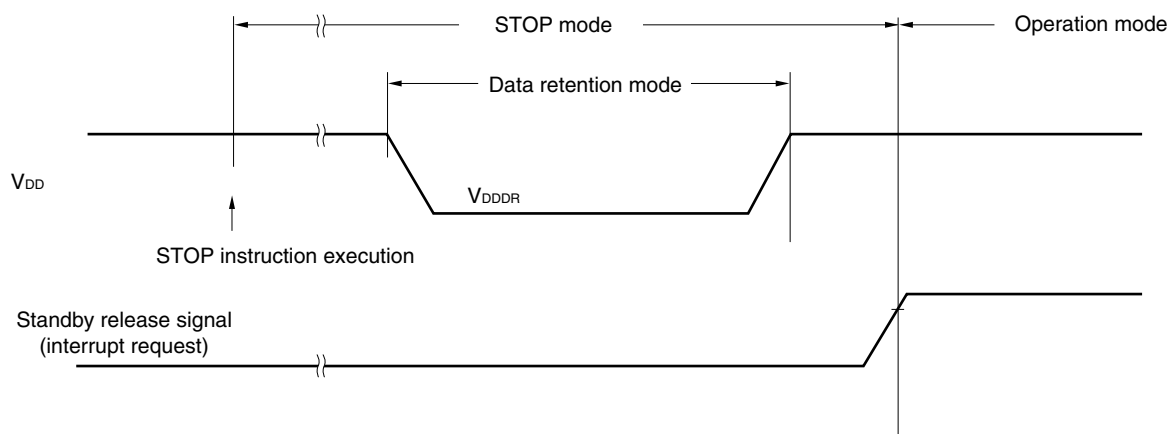 STOP mode
Operation mode
Data retention mode
VDD
VDDDR
STOP instruction execution
Standby release signal
(interrupt request)